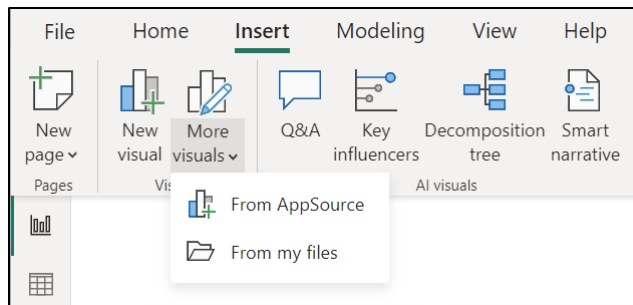 File Home Insert Modeling View Help
New page
New visual
More visuals
Q&A
Key influencers
Decomposition tree
Smart narrative
Pages
AI visuals
From AppSource
From my files